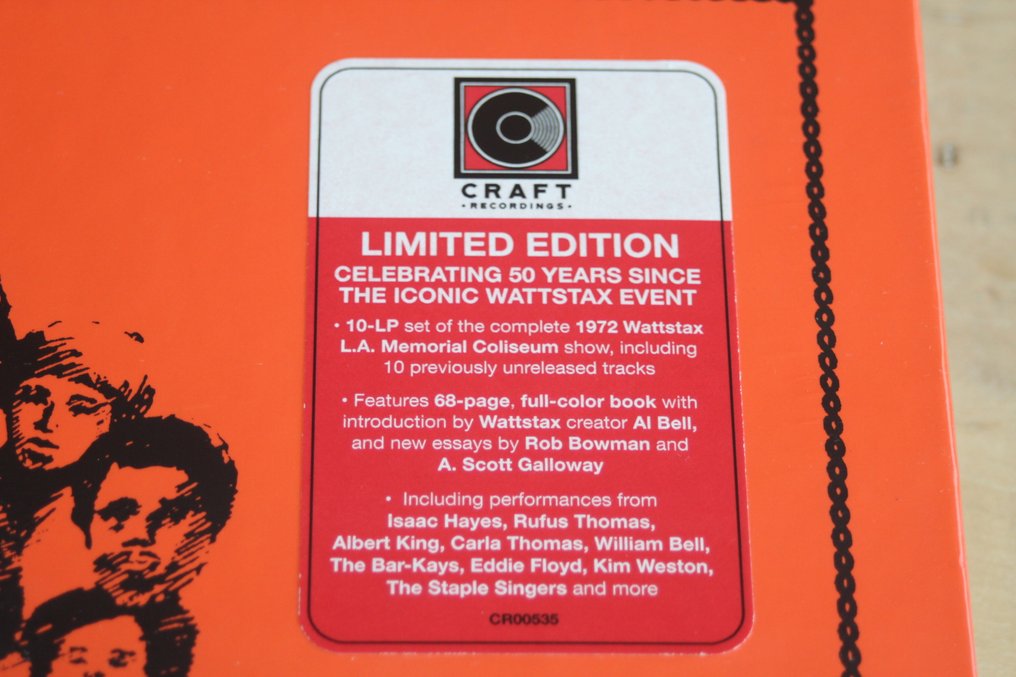 CRAFT
• RECORDINGS •
LIMITED EDITION
CELEBRATING 50 YEARS SINCE
THE ICONIC WATTSTAX EVENT
• 10-LP set of the complete 1972 Wattstax
L.A. Memorial Coliseum show, including
10 previously unreleased tracks
• Features 68-page, full-color book with
introduction by Wattstax creator Al Bell,
and new essays by Rob Bowman and
A. Scott Galloway
• Including performances from
Isaac Hayes, Rufus Thomas,
Albert King, Carla Thomas, William Bell,
The Bar-Kays, Eddie Floyd, Kim Weston,
The Staple Singers and more
CR00535